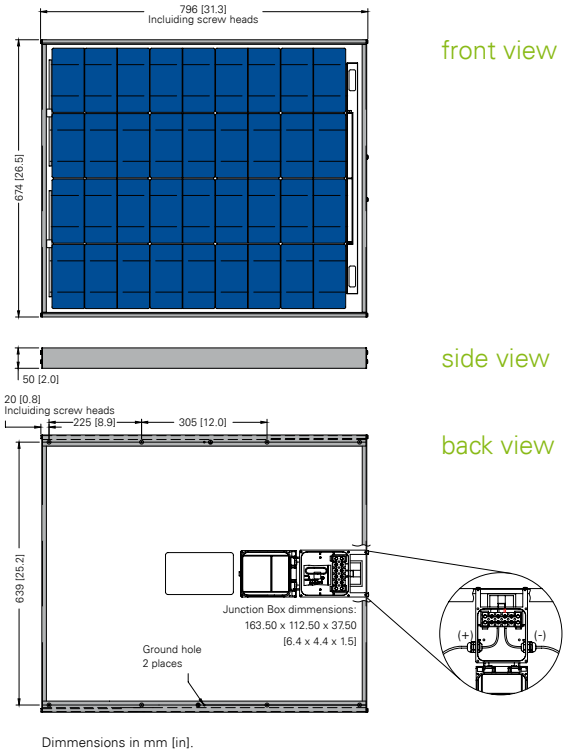 796 [31.3]
Incluiding screw heads
front view
674 [26.5]
side view
50 [2.0]
20 [0.8]
Incluiding screw heads
225 [8.9]
305 [12.0]
back view
639 [25.2]
Junction Box dimmensions:
163.50 x 112.50 x 37.50
[6.4 x 4.4 x 1.5]
(+)
(-)
Ground hole
2 places
Dimmensions in mm [in].